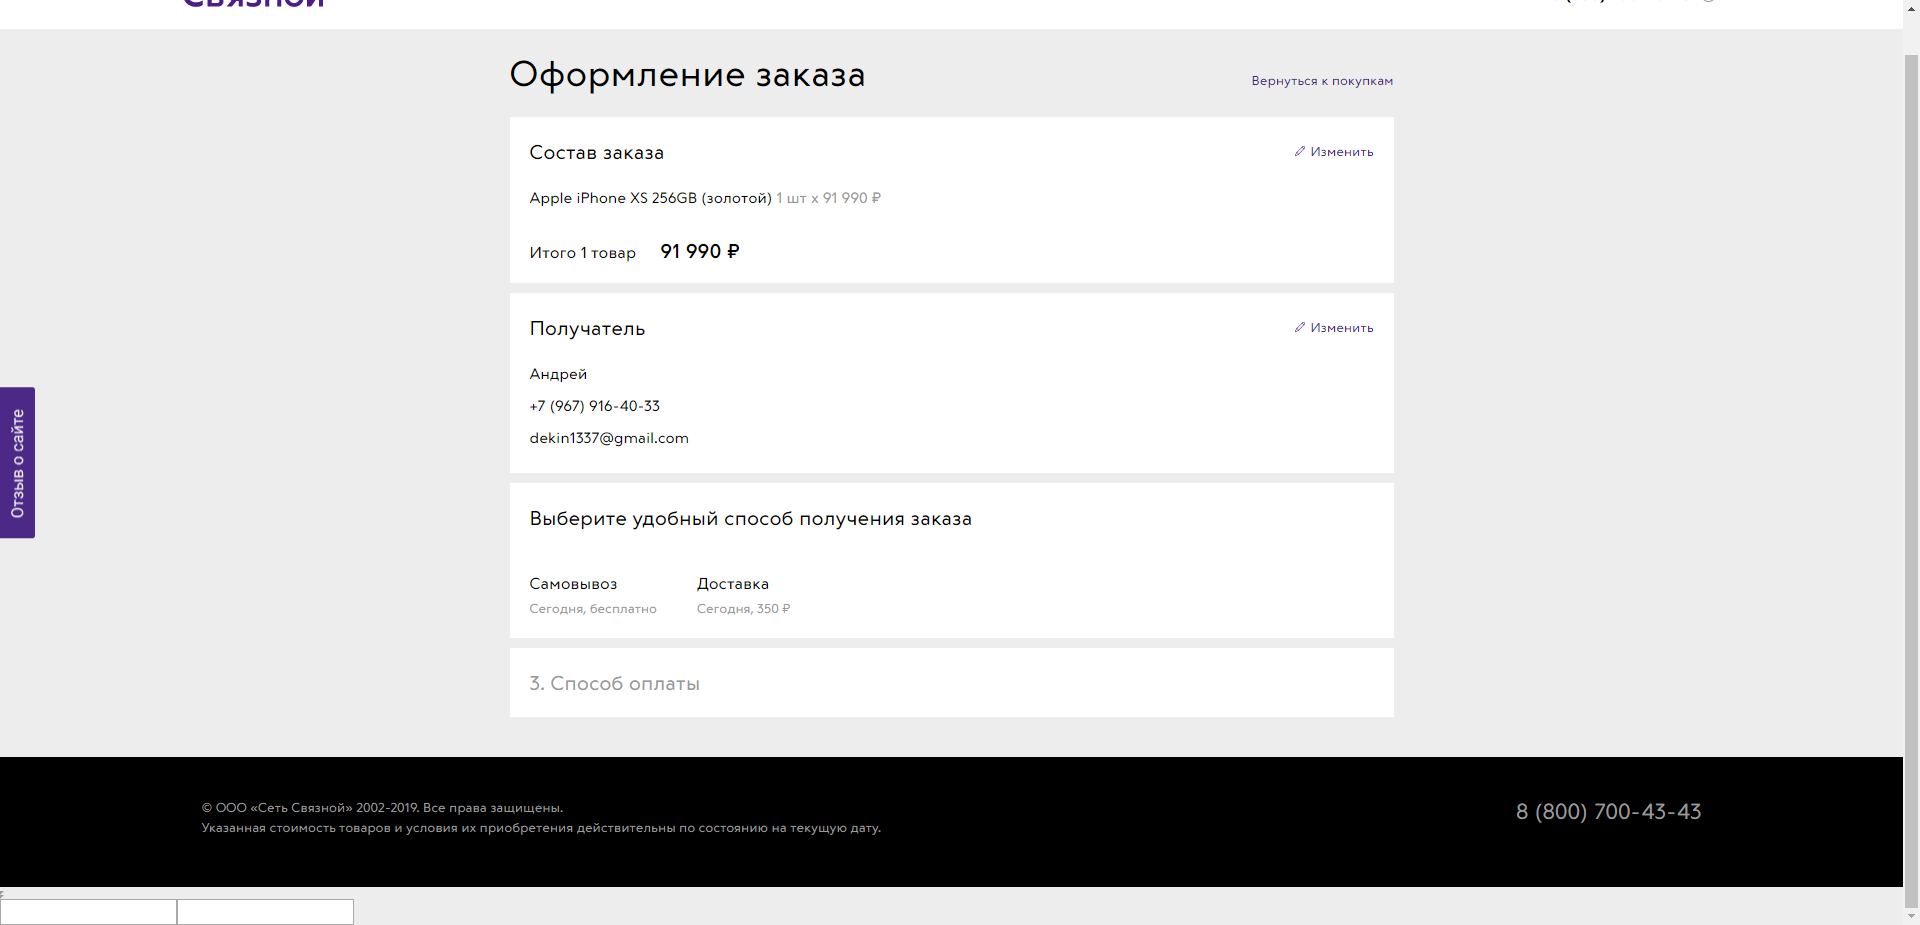 Связной
Оформление заказа
Вернуться к покупкам
Состав заказа
Изменить
Apple iPhone XS 256GB (золотой) 1 шт x 91 990 ₽
Итого 1 товар 91 990 ₽
Получатель
Изменить
Андрей
+7 (967) 916-40-33
dekin1337@gmail.com
Отзыв о сайте
Выберите удобный способ получения заказа
Самовывоз
Сегодня, бесплатно
Доставка
Сегодня, 350 ₽
3. Способ оплаты
© ООО «Сеть Связной» 2002-2019. Все права защищены.
Указанная стоимость товаров и условия их приобретения действительны по состоянию на текущую дату.
8 (800) 700-43-43